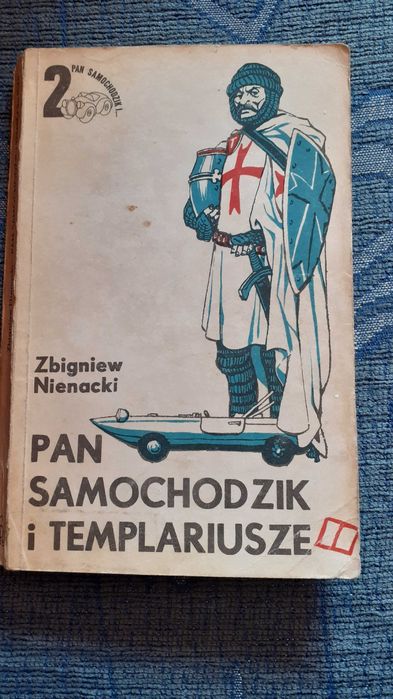 2
PAN SAMOCHODZIK I...
Zbigniew
Nienacki
PAN
SAMOCHODZIK
i TEMPLARIUSZE